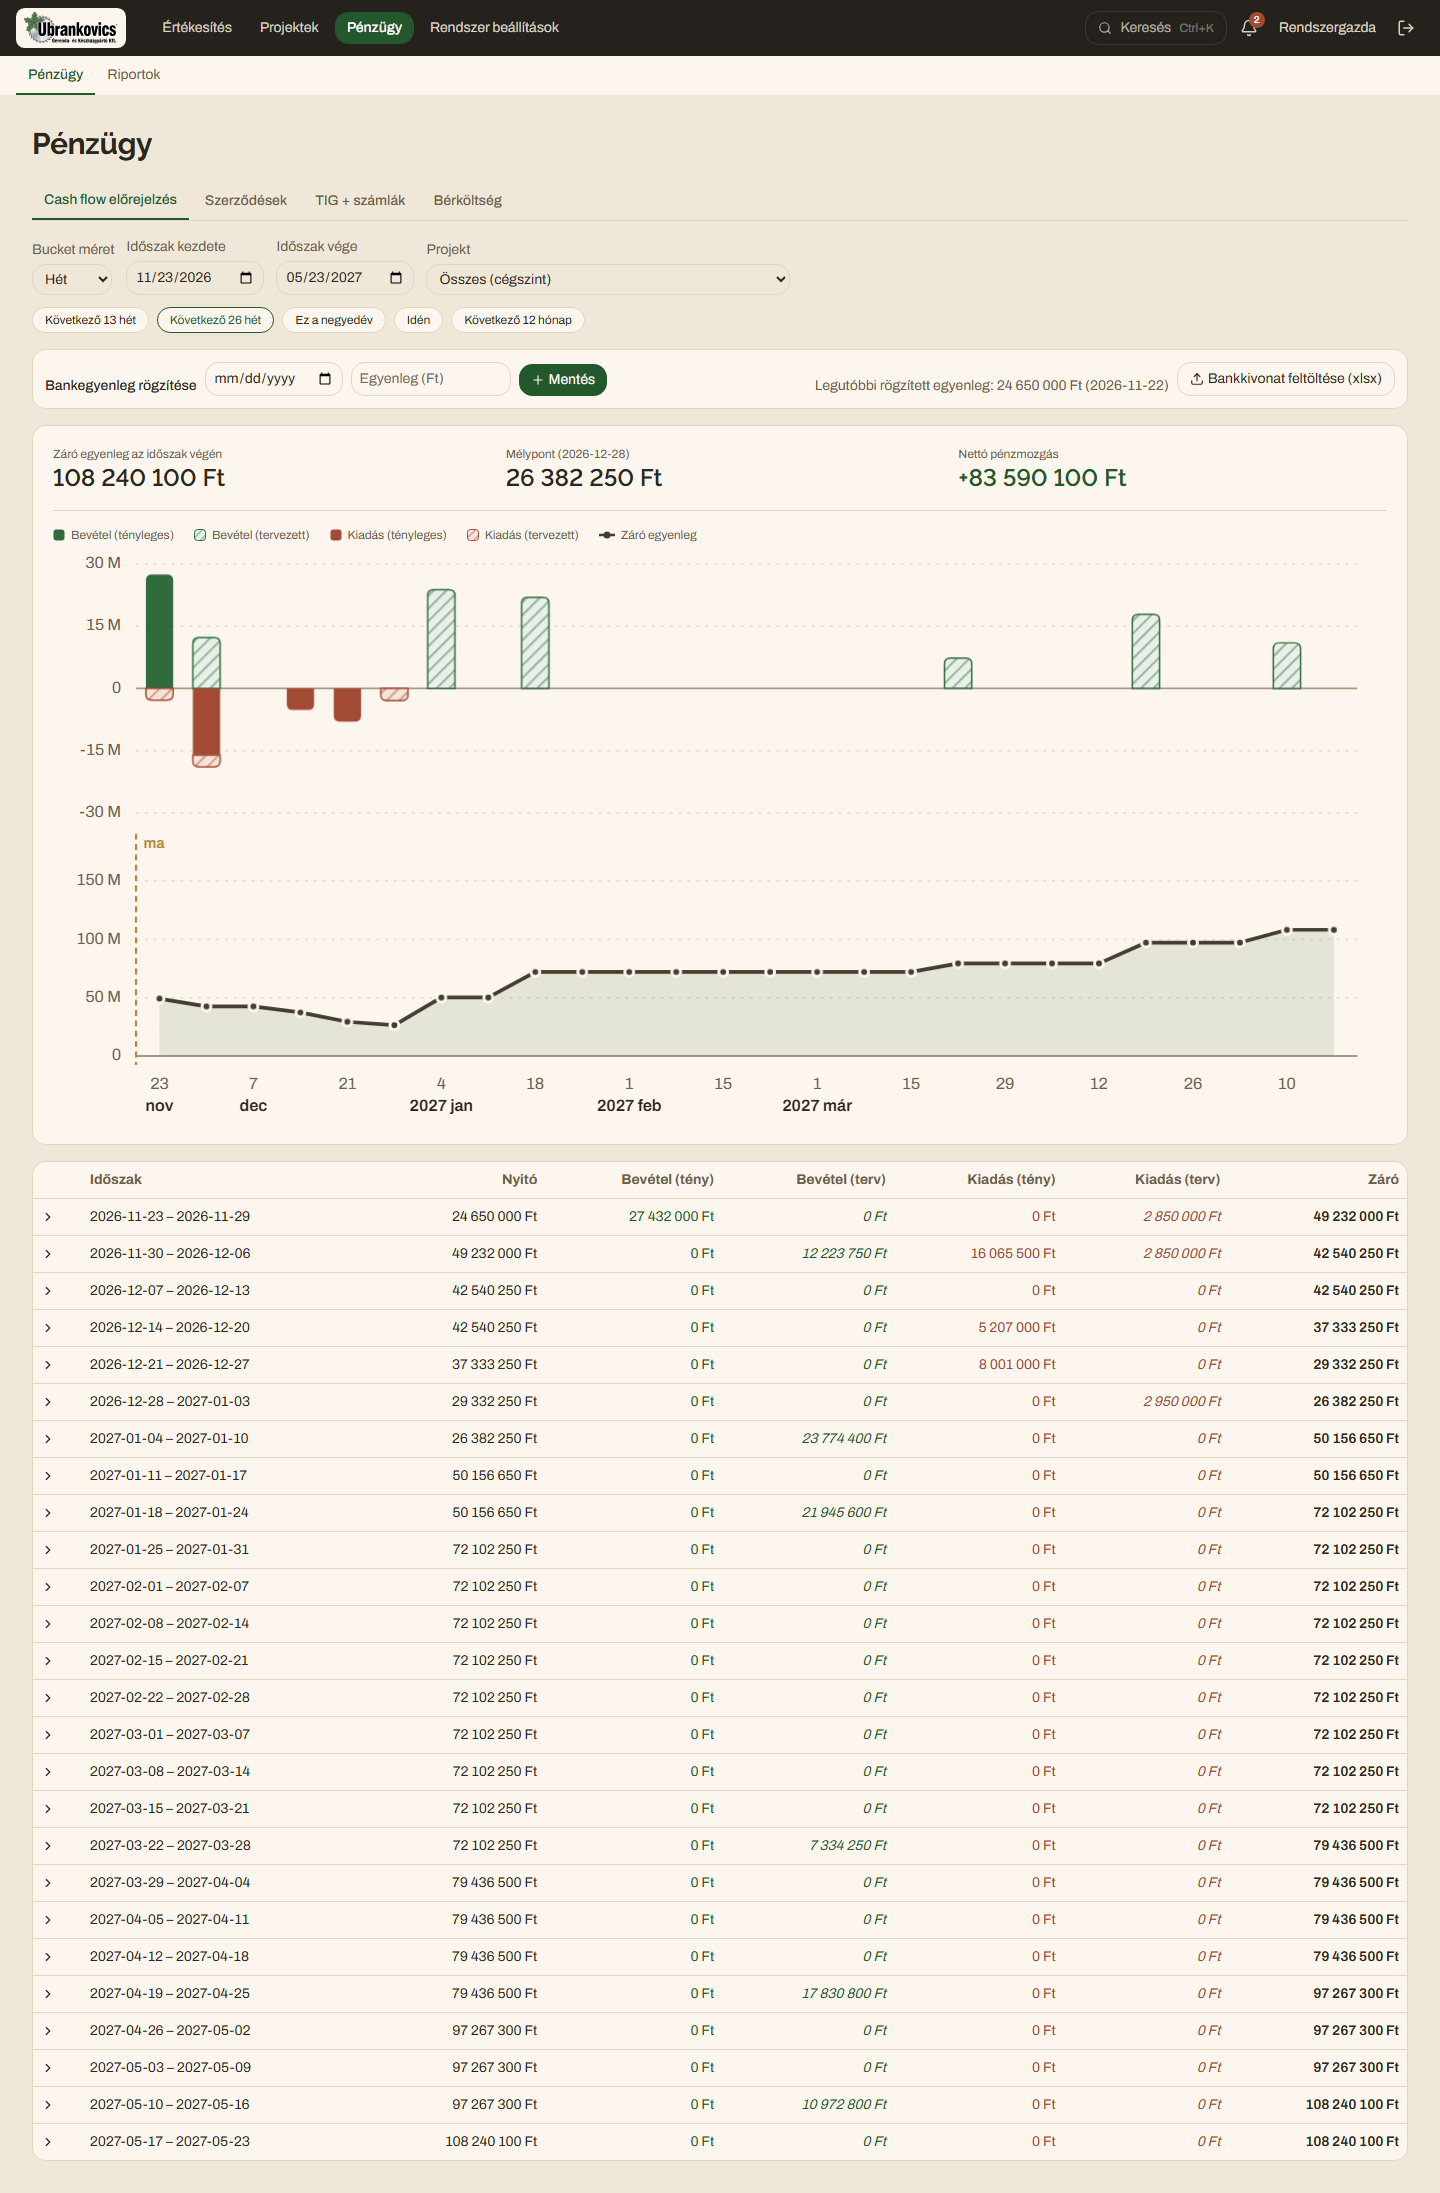 Ubrankovics
Gerenda- és Készházgyártó Kft.
Értékesítés Projektek Pénzügy Rendszer beállítások Keresés Ctrl+K 2 Rendszergazda
Pénzügy Riportok
Pénzügy
Cash flow előrejelzés Szerződések TIG + számlák Bérköltség
Bucket méret Időszak kezdete Időszak vége Projekt
Hét 11/23/2026 05/23/2027 Összes (cégszint)
Következő 13 hét Következő 26 hét Ez a negyedév Idén Következő 12 hónap
Bankegyenleg rögzítése mm/dd/yyyy Egyenleg (Ft) + Mentés Legutóbbi rögzített egyenleg: 24 650 000 Ft (2026-11-22) Bankkivonat feltöltése (xlsx)
Záró egyenleg az időszak végén Mélypont (2026-12-28) Nettó pénzmozgás
108 240 100 Ft 26 382 250 Ft +83 590 100 Ft
Bevétel (tényleges) Bevétel (tervezett) Kiadás (tényleges) Kiadás (tervezett) Záró egyenleg
30 M
15 M
0
-15 M
-30 M
ma
150 M
100 M
50 M
0
23 7 21 4 18 1 15 1 15 29 12 26 10
nov dec 2027 jan 2027 feb 2027 már
Időszak Nyitó Bevétel (tény) Bevétel (terv) Kiadás (tény) Kiadás (terv) Záró
2026-11-23 – 2026-11-29 24 650 000 Ft 27 432 000 Ft 0 Ft 0 Ft 2 850 000 Ft 49 232 000 Ft
2026-11-30 – 2026-12-06 49 232 000 Ft 0 Ft 12 223 750 Ft 16 065 500 Ft 2 850 000 Ft 42 540 250 Ft
2026-12-07 – 2026-12-13 42 540 250 Ft 0 Ft 0 Ft 0 Ft 0 Ft 42 540 250 Ft
2026-12-14 – 2026-12-20 42 540 250 Ft 0 Ft 0 Ft 5 207 000 Ft 0 Ft 37 333 250 Ft
2026-12-21 – 2026-12-27 37 333 250 Ft 0 Ft 0 Ft 8 001 000 Ft 0 Ft 29 332 250 Ft
2026-12-28 – 2027-01-03 29 332 250 Ft 0 Ft 0 Ft 0 Ft 2 950 000 Ft 26 382 250 Ft
2027-01-04 – 2027-01-10 26 382 250 Ft 0 Ft 23 774 400 Ft 0 Ft 0 Ft 50 156 650 Ft
2027-01-11 – 2027-01-17 50 156 650 Ft 0 Ft 0 Ft 0 Ft 0 Ft 50 156 650 Ft
2027-01-18 – 2027-01-24 50 156 650 Ft 0 Ft 21 945 600 Ft 0 Ft 0 Ft 72 102 250 Ft
2027-01-25 – 2027-01-31 72 102 250 Ft 0 Ft 0 Ft 0 Ft 0 Ft 72 102 250 Ft
2027-02-01 – 2027-02-07 72 102 250 Ft 0 Ft 0 Ft 0 Ft 0 Ft 72 102 250 Ft
2027-02-08 – 2027-02-14 72 102 250 Ft 0 Ft 0 Ft 0 Ft 0 Ft 72 102 250 Ft
2027-02-15 – 2027-02-21 72 102 250 Ft 0 Ft 0 Ft 0 Ft 0 Ft 72 102 250 Ft
2027-02-22 – 2027-02-28 72 102 250 Ft 0 Ft 0 Ft 0 Ft 0 Ft 72 102 250 Ft
2027-03-01 – 2027-03-07 72 102 250 Ft 0 Ft 0 Ft 0 Ft 0 Ft 72 102 250 Ft
2027-03-08 – 2027-03-14 72 102 250 Ft 0 Ft 0 Ft 0 Ft 0 Ft 72 102 250 Ft
2027-03-15 – 2027-03-21 72 102 250 Ft 0 Ft 0 Ft 0 Ft 0 Ft 72 102 250 Ft
2027-03-22 – 2027-03-28 72 102 250 Ft 0 Ft 7 334 250 Ft 0 Ft 0 Ft 79 436 500 Ft
2027-03-29 – 2027-04-04 79 436 500 Ft 0 Ft 0 Ft 0 Ft 0 Ft 79 436 500 Ft
2027-04-05 – 2027-04-11 79 436 500 Ft 0 Ft 0 Ft 0 Ft 0 Ft 79 436 500 Ft
2027-04-12 – 2027-04-18 79 436 500 Ft 0 Ft 0 Ft 0 Ft 0 Ft 79 436 500 Ft
2027-04-19 – 2027-04-25 79 436 500 Ft 0 Ft 17 830 800 Ft 0 Ft 0 Ft 97 267 300 Ft
2027-04-26 – 2027-05-02 97 267 300 Ft 0 Ft 0 Ft 0 Ft 0 Ft 97 267 300 Ft
2027-05-03 – 2027-05-09 97 267 300 Ft 0 Ft 0 Ft 0 Ft 0 Ft 97 267 300 Ft
2027-05-10 – 2027-05-16 97 267 300 Ft 0 Ft 10 972 800 Ft 0 Ft 0 Ft 108 240 100 Ft
2027-05-17 – 2027-05-23 108 240 100 Ft 0 Ft 0 Ft 0 Ft 0 Ft 108 240 100 Ft